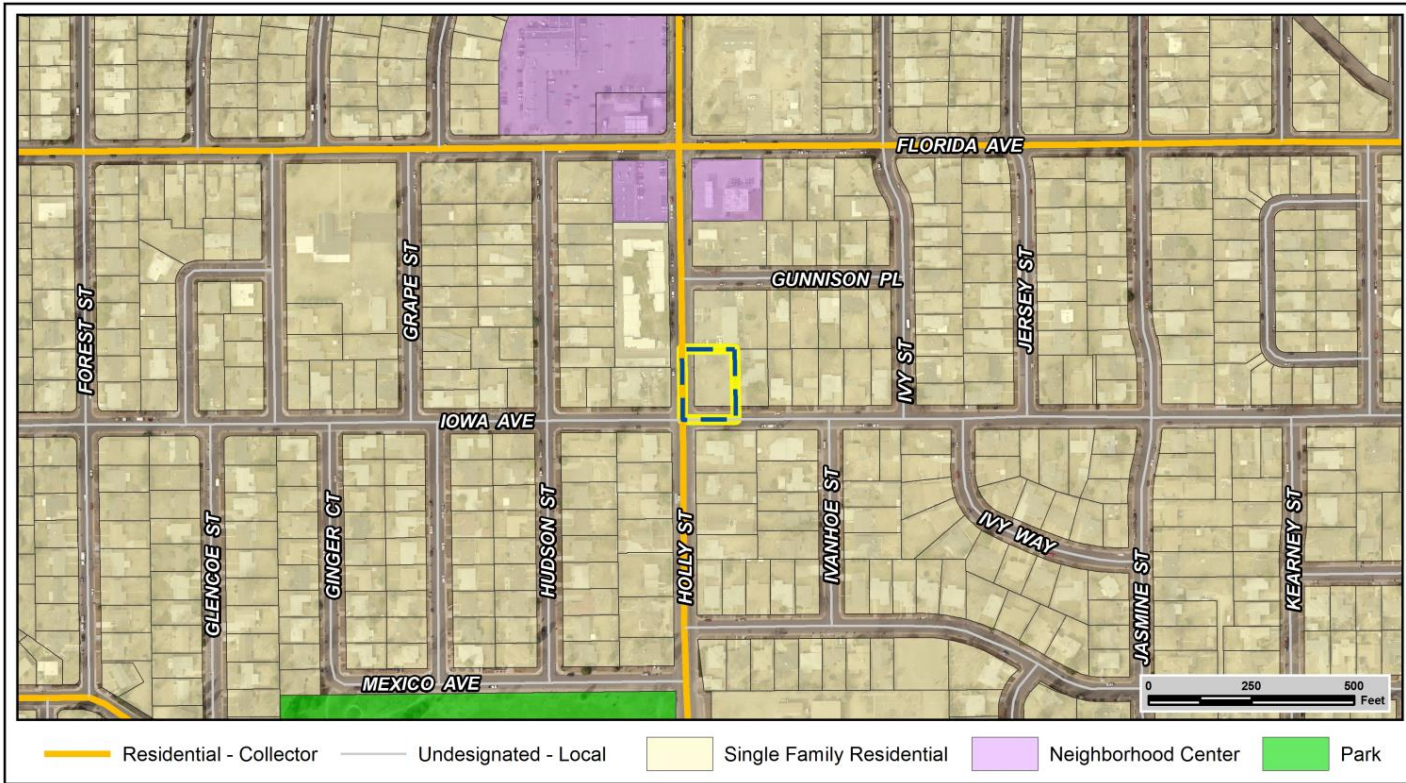 FLORIDA AVE
GUNNISON PL
FOREST ST
GRAPE ST
IVY ST
JERSEY ST
IOWA AVE
GLENCOE ST
GINGER CT
HUDSON ST
HOLLY ST
IVANHOE ST
IVY WAY
JASMINE ST
KEARNEY ST
MEXICO AVE
0 250 500
Feet
Residential - Collector Undesignated - Local Single Family Residential Neighborhood Center Park